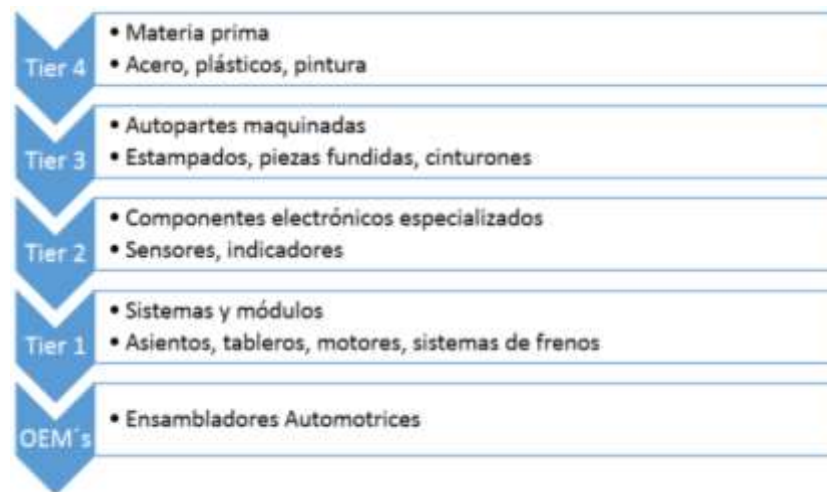 Tier 4
• Materia prima
• Acero, plásticos, pintura
Tier 3
• Autopartes maquinadas
• Estampados, piezas fundidas, cinturones
Tier 2
• Componentes electrónicos especializados
• Sensores, indicadores
Tier 1
• Sistemas y módulos
• Asientos, tableros, motores, sistemas de frenos
OEM´s
• Ensambladores Automotrices